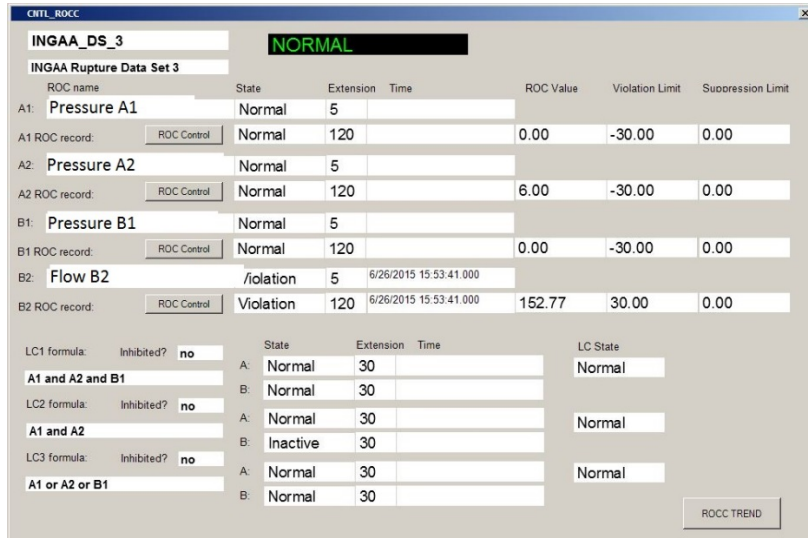 CNTL_ROCC
INGAA_DS_3
NORMAL
INGAA Rupture Data Set 3
ROC name State Extension Time ROC Value Violation Limit Suppression Limit
A1: Pressure A1 Normal 5
A1 ROC record: ROC Control Normal 120 0.00 -30.00 0.00
A2: Pressure A2 Normal 5
A2 ROC record: ROC Control Normal 120 6.00 -30.00 0.00
B1: Pressure B1 Normal 5
B1 ROC record: ROC Control Normal 120 0.00 -30.00 0.00
B2: Flow B2 Violation 5 6/26/2015 15:53:41.000
B2 ROC record: ROC Control Violation 120 6/26/2015 15:53:41.000 152.77 30.00 0.00
State Extension Time LC State
LC1 formula: Inhibited? no
A: Normal 30 Normal
A1 and A2 and B1
B: Normal 30
LC2 formula: Inhibited? no
A: Normal 30 Normal
A1 and A2
B: Inactive 30
LC3 formula: Inhibited? no
A: Normal 30 Normal
A1 or A2 or B1
B: Normal 30
ROCC TREND